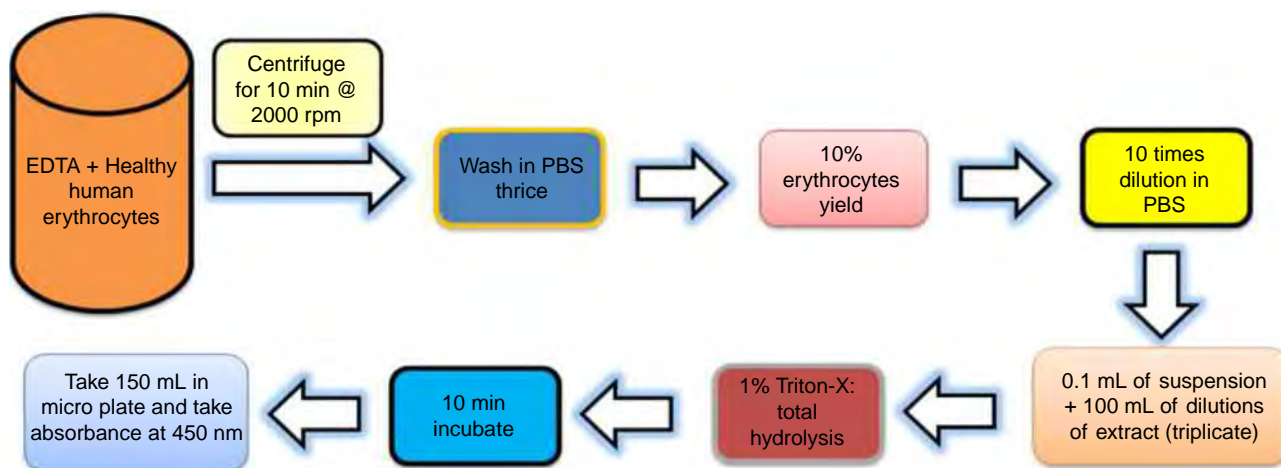 EDTA + Healthy
human
erythrocytes
Centrifuge
for 10 min @
2000 rpm
Wash in PBS
thrice
10%
erythrocytes
yield
10 times
dilution in
PBS
0.1 mL of suspension
+ 100 mL of dilutions
of extract (triplicate)
1% Triton-X:
total
hydrolysis
10 min
incubate
Take 150 mL in
micro plate and take
absorbance at 450 nm